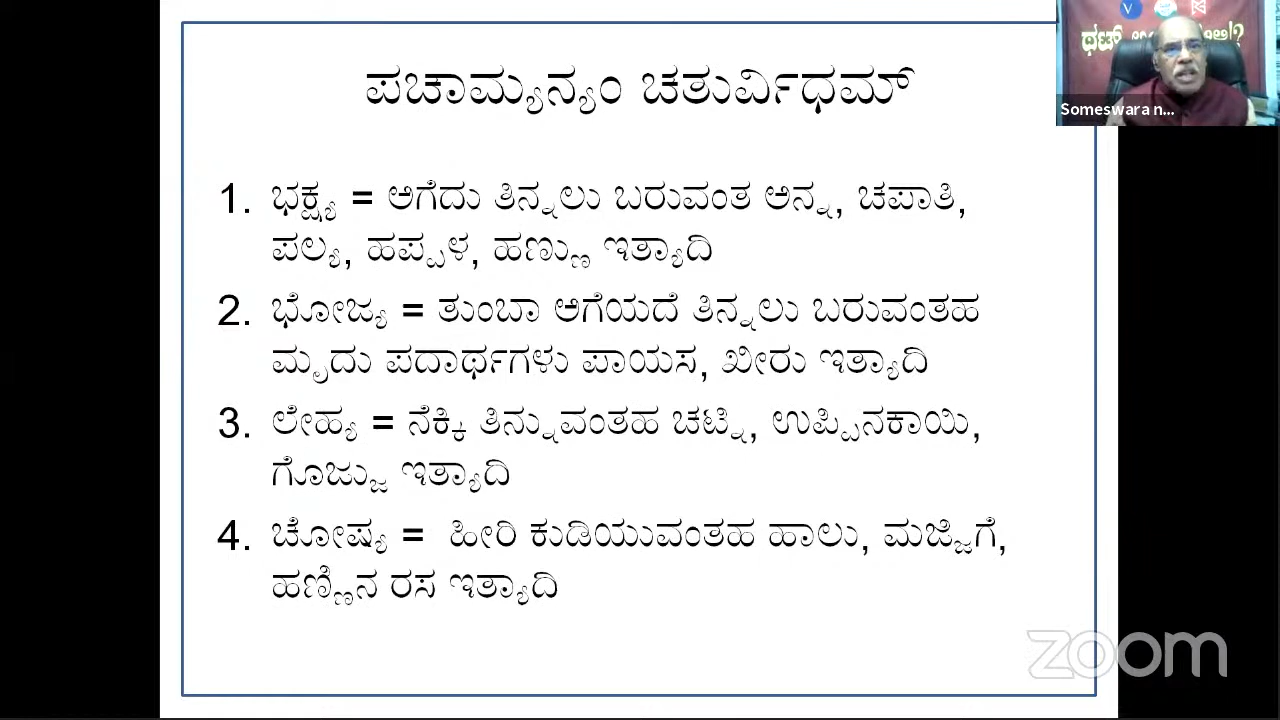 ಪಚಾಮ್ಯನ್ಯಂ ಚತುರ್ವಿಧಮ್
1. ಭಕ್ಷ್ಯ = ಅಗೆದು ತಿನ್ನಲು ಬರುವಂತ ಅನ್ನ, ಚಪಾತಿ,
ಪಲ್ಯ, ಹಪ್ಪಳ, ಹಣ್ಣು ಇತ್ಯಾದಿ
2. ಭೋಜ್ಯ = ತುಂಬಾ ಅಗೆಯದೆ ತಿನ್ನಲು ಬರುವಂತಹ
ಮೃದು ಪದಾರ್ಥಗಳು ಪಾಯಸ, ಖೀರು ಇತ್ಯಾದಿ
3. ಲೇಹ್ಯ = ನೆಕ್ಕಿ ತಿನ್ನುವಂತಹ ಚಟ್ನಿ, ಉಪ್ಪಿನಕಾಯಿ,
ಗೊಜ್ಜು ಇತ್ಯಾದಿ
4. ಚೋಷ್ಯ = ಹೀರಿ ಕುಡಿಯುವಂತಹ ಹಾಲು, ಮಜ್ಜಿಗೆ,
ಹಣ್ಣಿನ ರಸ ಇತ್ಯಾದಿ
Someswara n...
zoom